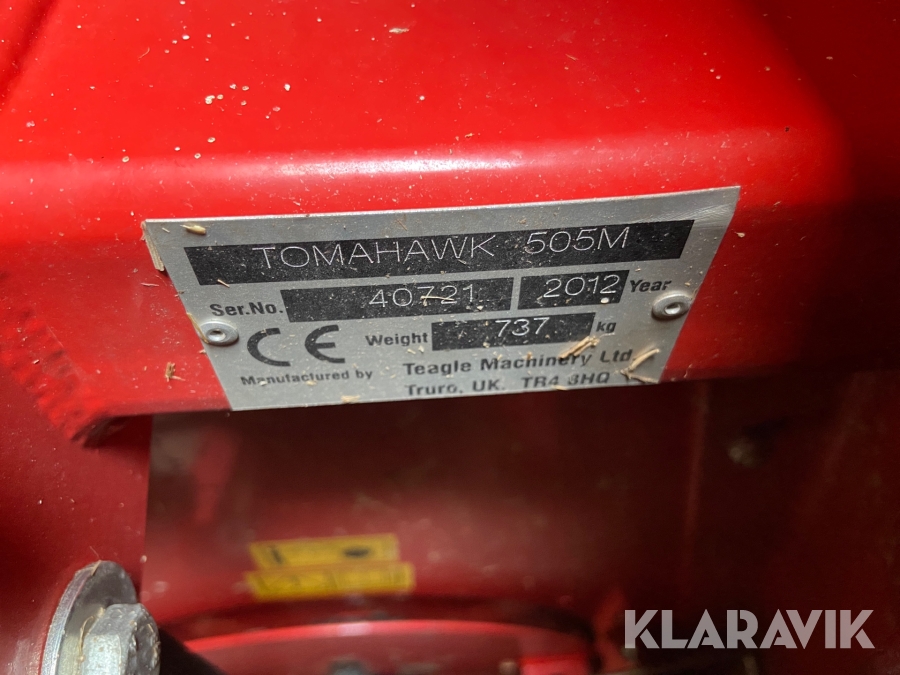 TOMAHAWK 505M
Ser.No. 40721 2012 Year
CE Weight 737 kg
Manufactured by Teagle Machinery Ltd
Truro, UK. TR4 8HQ
KLARAVIK